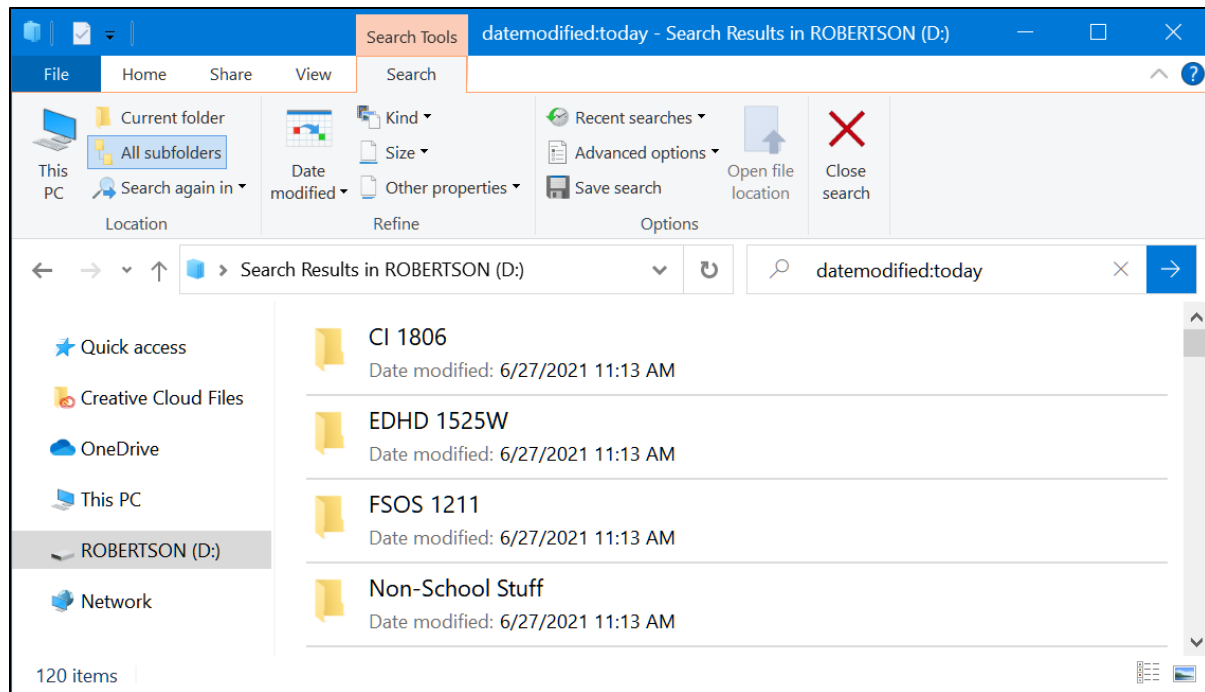 Search Tools datemodified:today - Search Results in ROBERTSON (D:)
File Home Share View Search
This PC
Current folder
All subfolders
Search again in
Location
Date modified
Kind
Size
Other properties
Refine
Recent searches
Advanced options
Save search
Open file location
Options
Close search
Search Results in ROBERTSON (D:)
datemodified:today
Quick access
Creative Cloud Files
OneDrive
This PC
ROBERTSON (D:)
Network
CI 1806
Date modified: 6/27/2021 11:13 AM
EDHD 1525W
Date modified: 6/27/2021 11:13 AM
FSOS 1211
Date modified: 6/27/2021 11:13 AM
Non-School Stuff
Date modified: 6/27/2021 11:13 AM
120 items